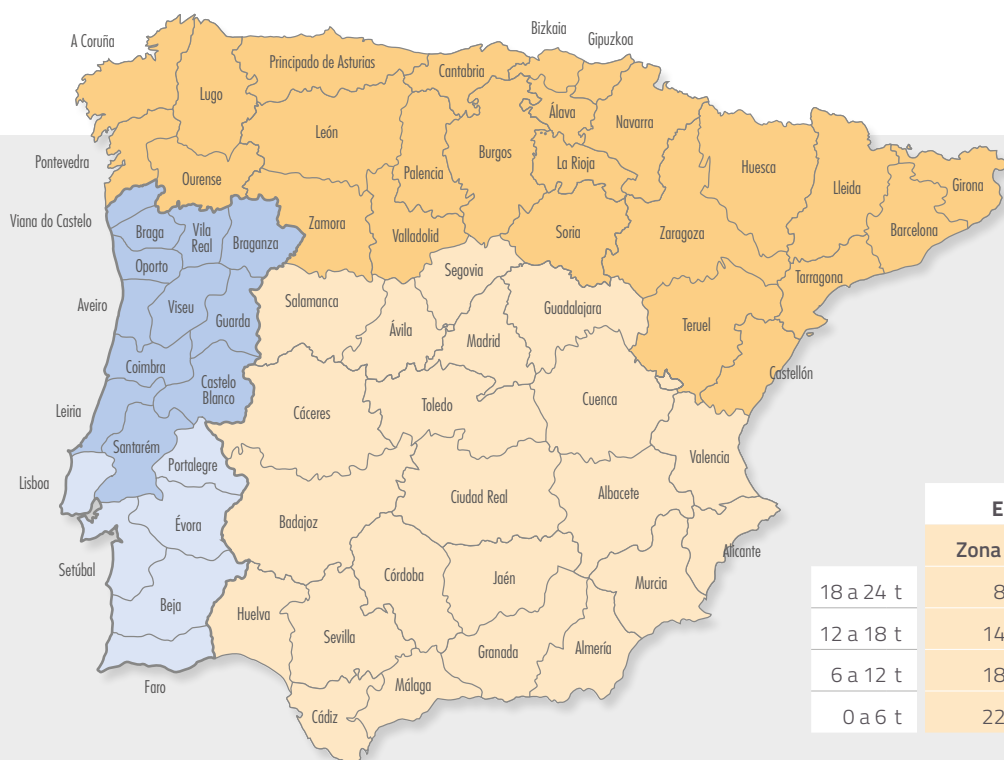 Bizkaia
Gipuzkoa
A Coruña
Principado de Asturias
Cantabria
Lugo
Álava
Navarra
León
Burgos
La Rioja
Pontevedra
Palencia
Huesca
Ourense
Lleida
Girona
Viana do Castelo
Zamora
Valladolid
Soria
Zaragoza
Barcelona
Braga
Vila
Real
Braganza
Oporto
Segovia
Tarragona
Aveiro
Viseu
Guarda
Salamanca
Ávila
Madrid
Guadalajara
Teruel
Coimbra
Castelo
Blanco
Castellón
Leiria
Cáceres
Toledo
Cuenca
Santarém
Portalegre
Valencia
Lisboa
Badajoz
Ciudad Real
Albacete
Évora
Alicante
Setúbal
Córdoba
Jaén
Murcia
Beja
Huelva
Sevilla
Granada
Almería
Faro
Málaga
Cádiz
E
Zona
18 a 24 t 8
12 a 18 t 14
6 a 12 t 18
0 a 6 t 22